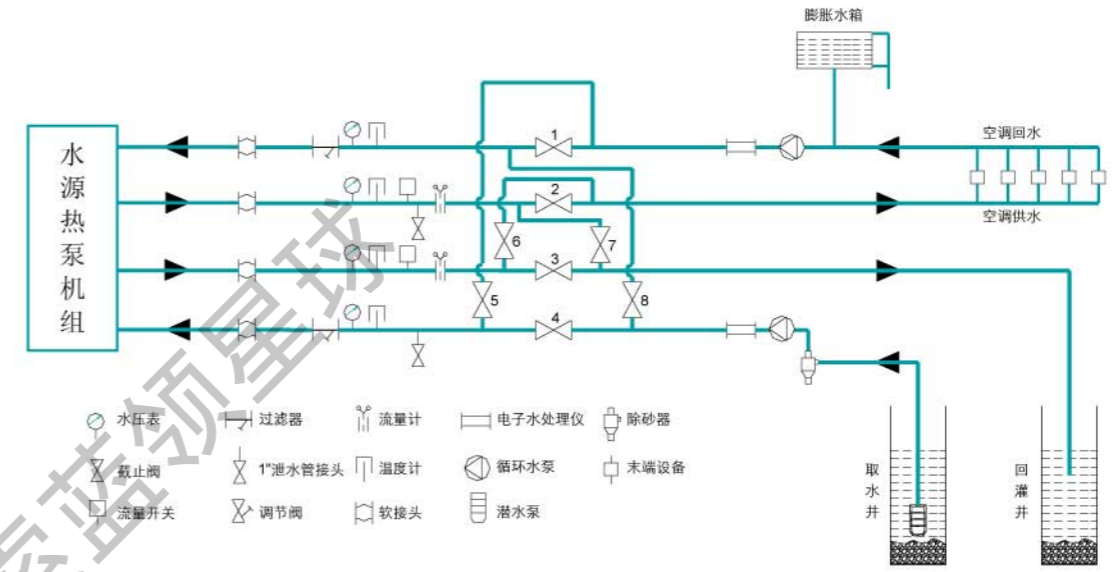 膨胀水箱
1
空调回水
水源热泵机组
2
空调供水
6
7
3
5
8
4
水压表
过滤器
流量计
电子水处理仪
除砂器
截止阀
1"泄水管接头
温度计
循环水泵
末端设备
流量开关
调节阀
软接头
潜水泵
取水井
回灌井
蓝领星球